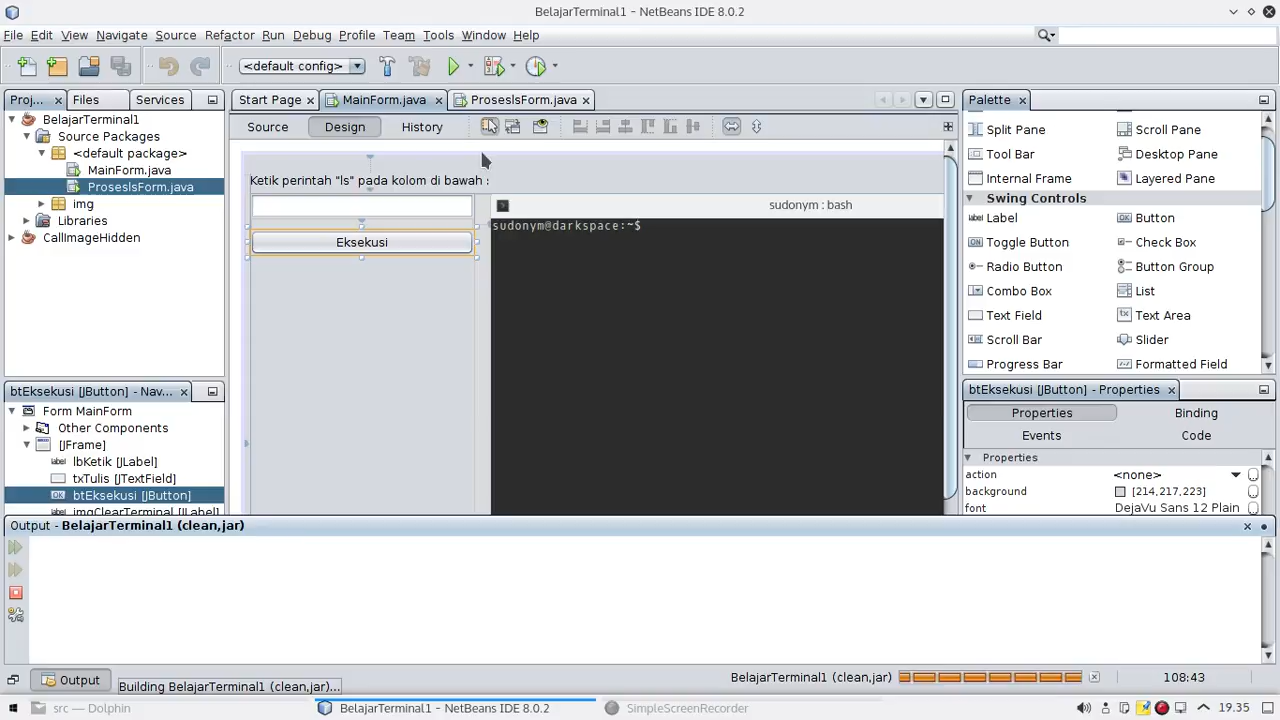 BelajarTerminal1 - NetBeans IDE 8.0.2
File Edit View Navigate Source Refactor Run Debug Profile Team Tools Window Help
<default config>
Proj... Files Services
BelajarTerminal1
Source Packages
<default package>
MainForm.java
ProseslsForm.java
img
Libraries
CallImageHidden
btEksekusi [JButton] - Nav...
Form MainForm
Other Components
[JFrame]
lbKetik [JLabel]
txTulis [JTextField]
btEksekusi [JButton]
imgClearTerminal [JLabel]
Start Page MainForm.java ProseslsForm.java
Source Design History
Ketik perintah "ls" pada kolom di bawah :
Eksekusi
sudonym : bash
sudonym@darkspace:~$
Palette
Split Pane Scroll Pane
Tool Bar Desktop Pane
Internal Frame Layered Pane
Swing Controls
Label Button
Toggle Button Check Box
Radio Button Button Group
Combo Box List
Text Field Text Area
Scroll Bar Slider
Progress Bar Formatted Field
btEksekusi [JButton] - Properties
Properties Binding
Events Code
Properties
action <none>
background [214,217,223]
font DejaVu Sans 12 Plain
Output - BelajarTerminal1 (clean,jar)
Output
Building BelajarTerminal1 (clean,jar)...
BelajarTerminal1 (clean,jar)
108:43
src — Dolphin
BelajarTerminal1 - NetBeans IDE 8.0.2
SimpleScreenRecorder
19.35